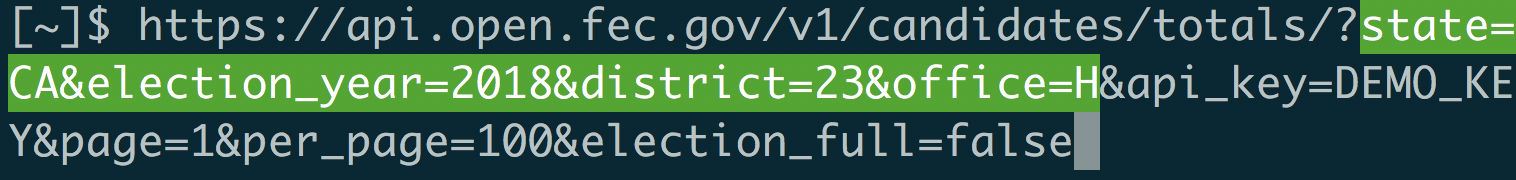 [~]$ https://api.open.fec.gov/v1/candidates/totals/?state=
CA&election_year=2018&district=23&office=H&api_key=DEMO_KE
Y&page=1&per_page=100&election_full=false